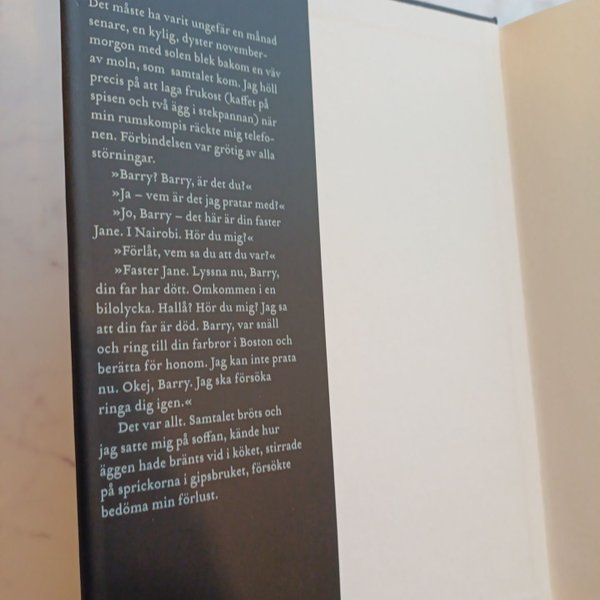 Det måste ha varit ungefär en månad
senare, en kylig, dyster november-
morgon med solen blek bakom en väv
av moln, som samtalet kom. Jag höll
precis på att laga frukost (kaffet på
spisen och två ägg i stekpannan) när
min rumskompis räckte mig telefo-
nen. Förbindelsen var grötig av alla
störningar.
»Barry? Barry, är det du?«
»Ja – vem är det jag pratar med?«
»Jo, Barry – det här är din faster
Jane. I Nairobi. Hör du mig?«
»Förlåt, vem sa du att du var?«
»Faster Jane. Lyssna nu, Barry,
din far har dött. Omkommen i en
bilolycka. Hallå? Hör du mig? Jag sa
att din far är död. Barry, var snäll
och ring till din farbror i Boston och
berätta för honom. Jag kan inte prata
nu. Okej, Barry. Jag ska försöka
ringa dig igen.«
Det var allt. Samtalet bröts och
jag satte mig på soffan, kände hur
äggen hade bränts vid i köket, stirrade
på sprickorna i gipsbruket, försökte
bedöma min förlust.